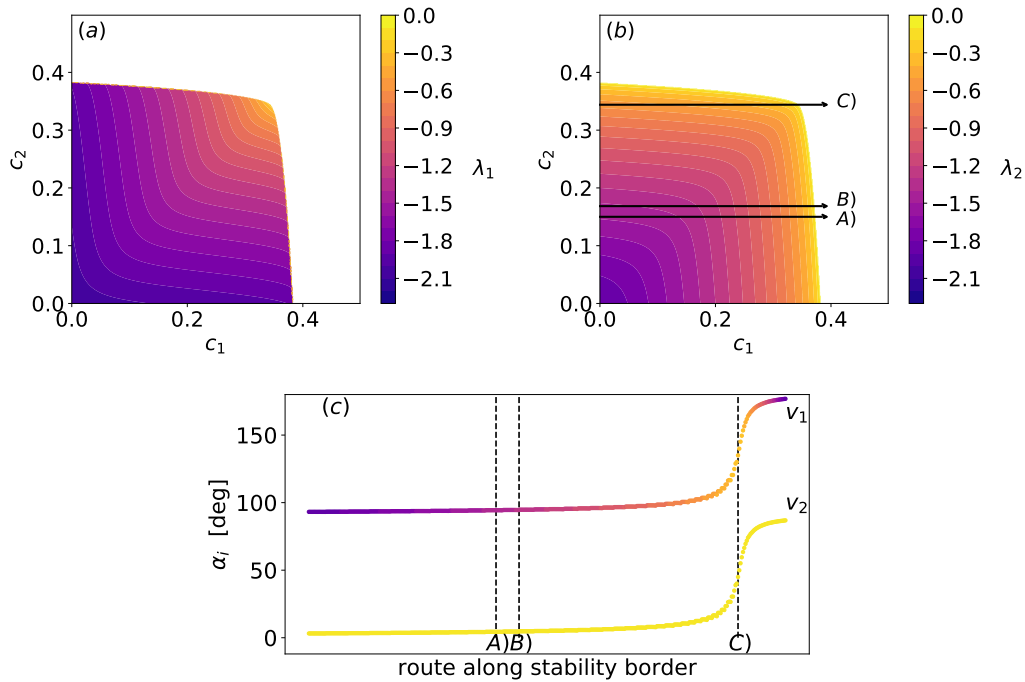 (a)
0.4
0.3
0.2
0.1
0.0
c2
0.0
0.2
0.4
c1
0.0
−0.3
−0.6
−0.9
−1.2
−1.5
−1.8
−2.1
λ1
(b)
0.4
0.3
0.2
0.1
0.0
c2
0.0
0.2
0.4
c1
C)
B)
A)
0.0
−0.3
−0.6
−0.9
−1.2
−1.5
−1.8
−2.1
λ2
(c)
150
100
50
0
αi [deg]
v1
v2
A) B) C)
route along stability border